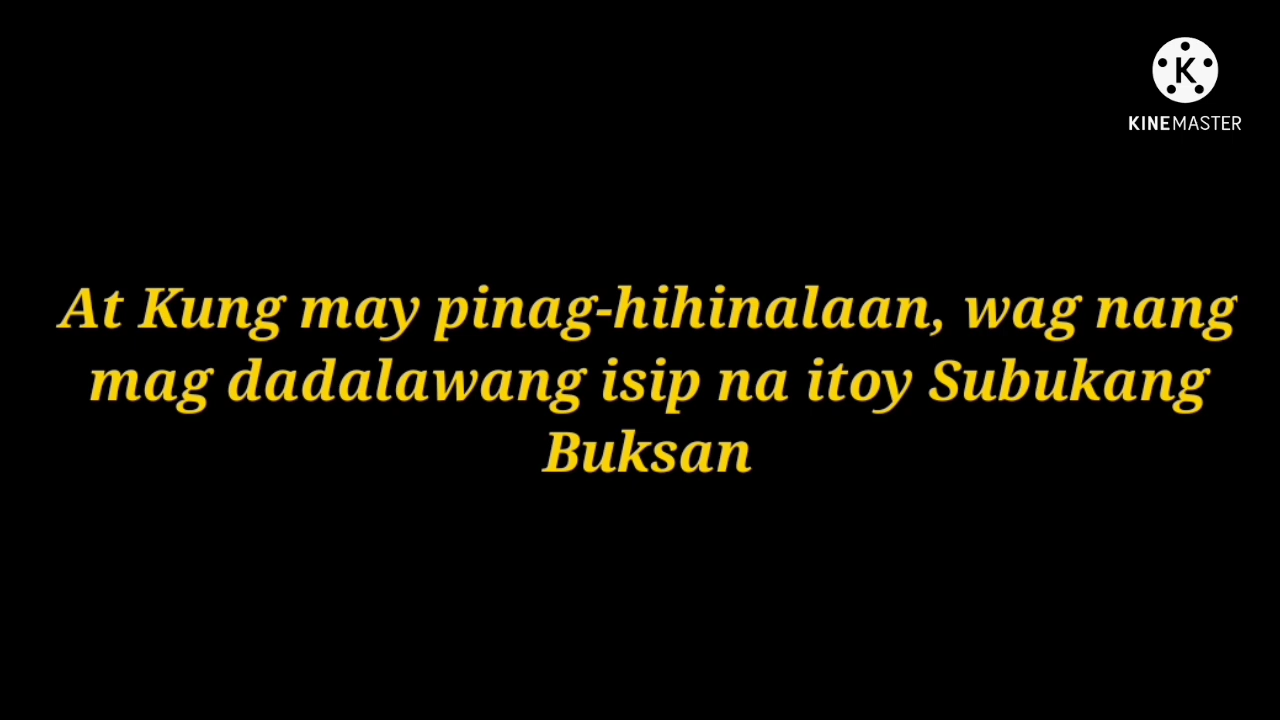 K
KINEMASTER
At Kung may pinag-hihinalaan, wag nang
mag dadalawang isip na itoy Subukang
Buksan